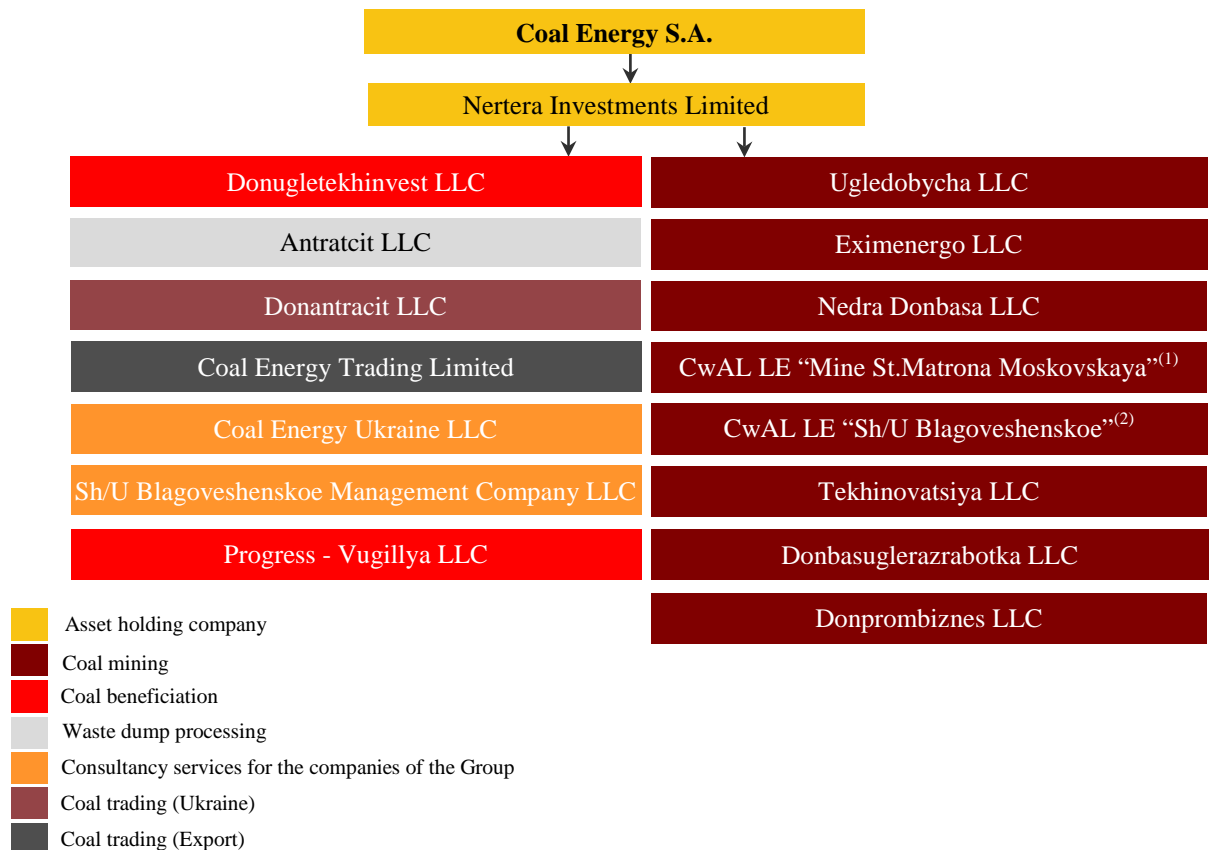 Coal Energy S.A.
Nertera Investments Limited
Donugletekhinvest LLC
Antratcit LLC
Donantracit LLC
Coal Energy Trading Limited
Coal Energy Ukraine LLC
Sh/U Blagoveshenskoe Management Company LLC
Progress - Vugillya LLC
Ugledobycha LLC
Eximenergo LLC
Nedra Donbasa LLC
CwAL LE “Mine St.Matrona Moskovskaya”(1)
CwAL LE “Sh/U Blagoveshenskoe”(2)
Tekhinovatsiya LLC
Donbasuglerazrabotka LLC
Donprombiznes LLC
Asset holding company
Coal mining
Coal beneficiation
Waste dump processing
Consultancy services for the companies of the Group
Coal trading (Ukraine)
Coal trading (Export)